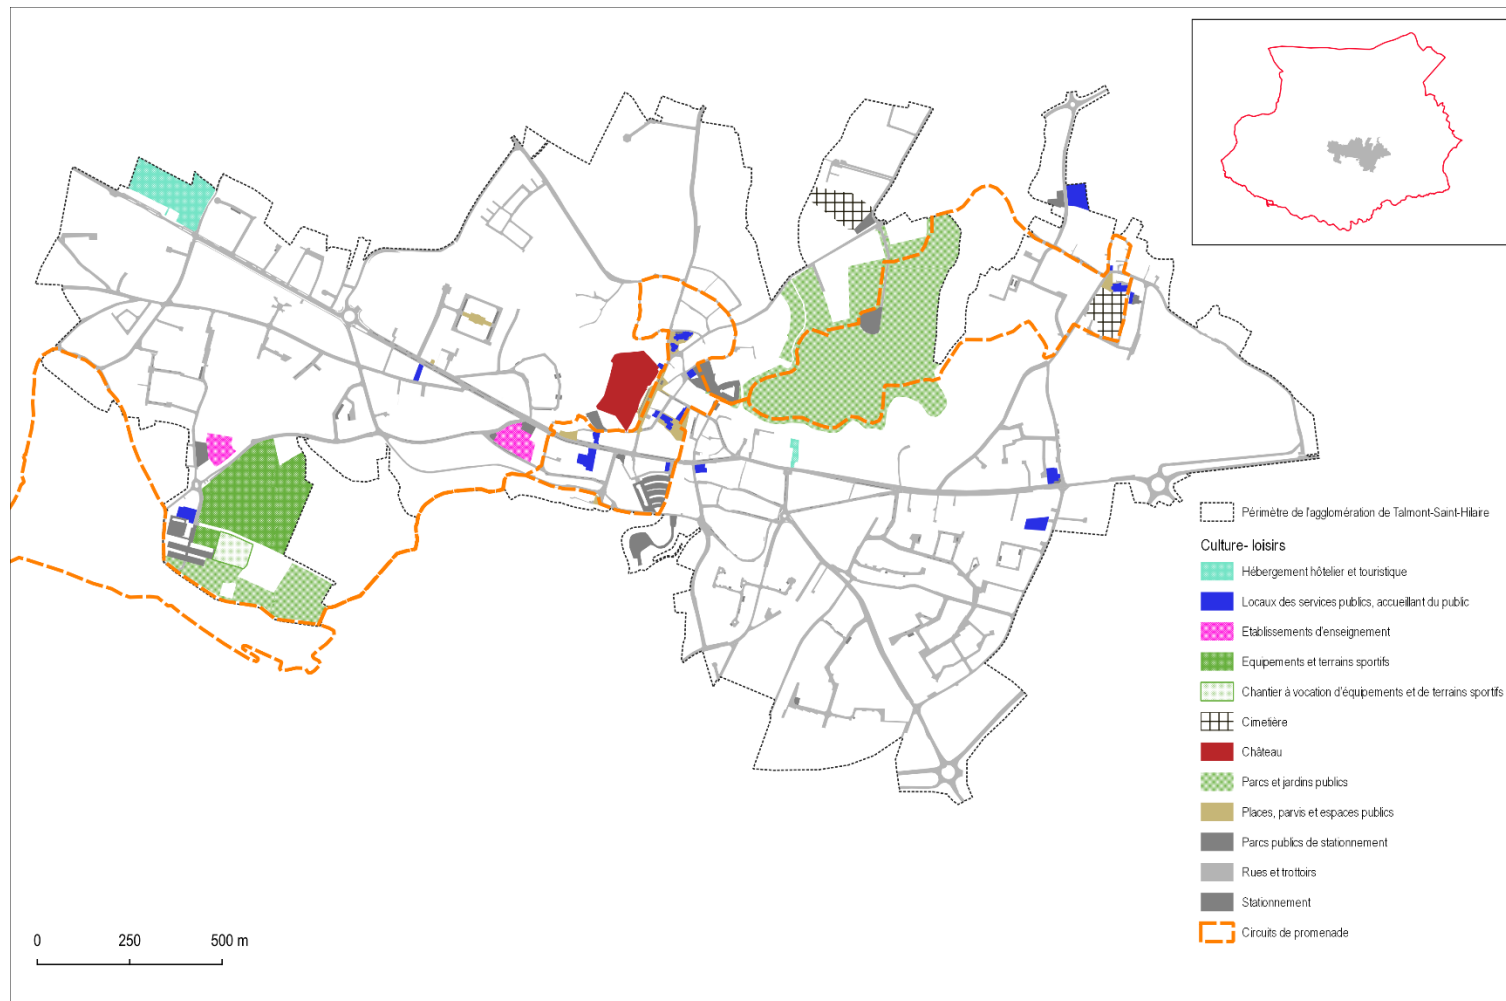 Périmètre de l'agglomération de Talmont-Saint-Hilaire
Culture- loisirs
Hébergement hôtelier et touristique
Locaux des services publics, accueillant du public
Etablissements d'enseignement
Equipements et terrains sportifs
Chantier à vocation d'équipements et de terrains sportifs
Cimetière
Château
Parcs et jardins publics
Places, parvis et espaces publics
Parcs publics de stationnement
Rues et trottoirs
Stationnement
Circuits de promenade
0 250 500 m